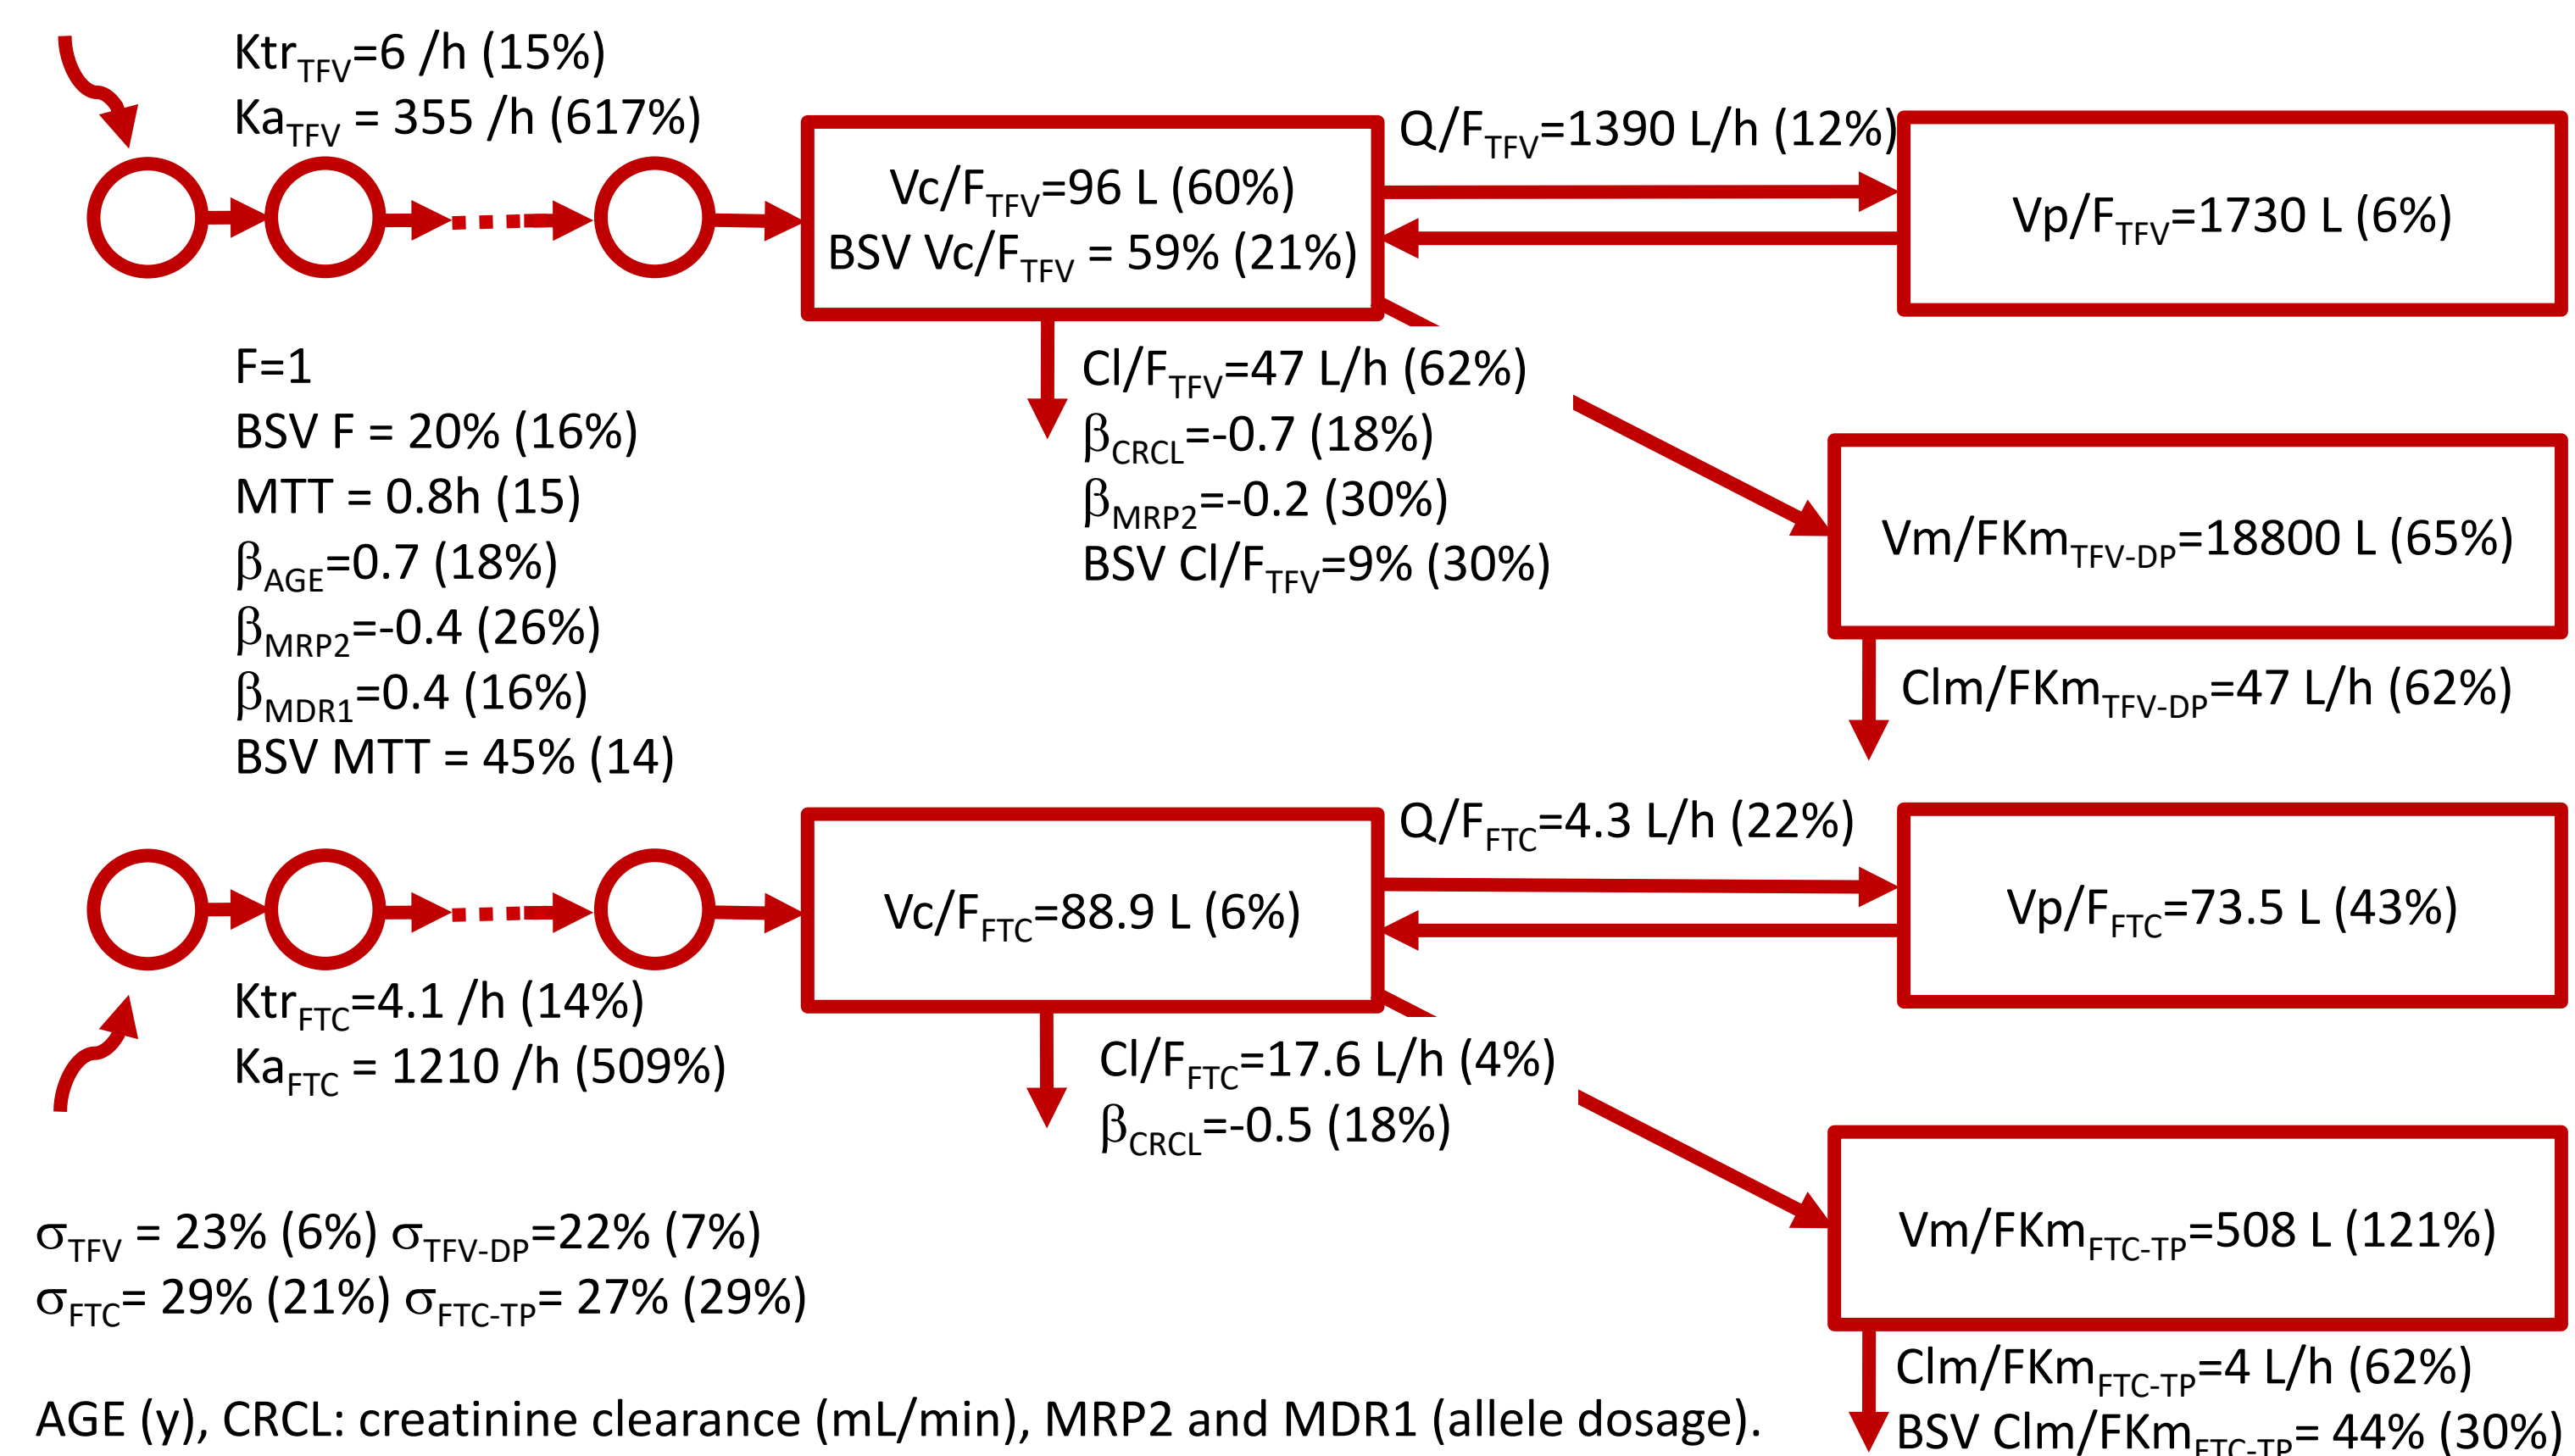 Ktr_TFV=6 /h (15%)
Ka_TFV = 355 /h (617%)
Vc/F_TFV=96 L (60%)
BSV Vc/F_TFV = 59% (21%)
Q/F_TFV=1390 L/h (12%)
Vp/F_TFV=1730 L (6%)
F=1
BSV F = 20% (16%)
MTT = 0.8h (15)
β_AGE=0.7 (18%)
β_MRP2=-0.4 (26%)
β_MDR1=0.4 (16%)
BSV MTT = 45% (14)
Cl/F_TFV=47 L/h (62%)
β_CRCL=-0.7 (18%)
β_MRP2=-0.2 (30%)
BSV Cl/F_TFV=9% (30%)
Vm/FKm_TFV-DP=18800 L (65%)
Clm/FKm_TFV-DP=47 L/h (62%)
Vc/F_FTC=88.9 L (6%)
Q/F_FTC=4.3 L/h (22%)
Vp/F_FTC=73.5 L (43%)
Ktr_FTC=4.1 /h (14%)
Ka_FTC = 1210 /h (509%)
Cl/F_FTC=17.6 L/h (4%)
β_CRCL=-0.5 (18%)
Vm/FKm_FTC-TP=508 L (121%)
Clm/FKm_FTC-TP=4 L/h (62%)
BSV Clm/FKm_FTC-TP= 44% (30%)
σ_TFV = 23% (6%) σ_TFV-DP=22% (7%)
σ_FTC= 29% (21%) σ_FTC-TP= 27% (29%)
AGE (y), CRCL: creatinine clearance (mL/min), MRP2 and MDR1 (allele dosage).